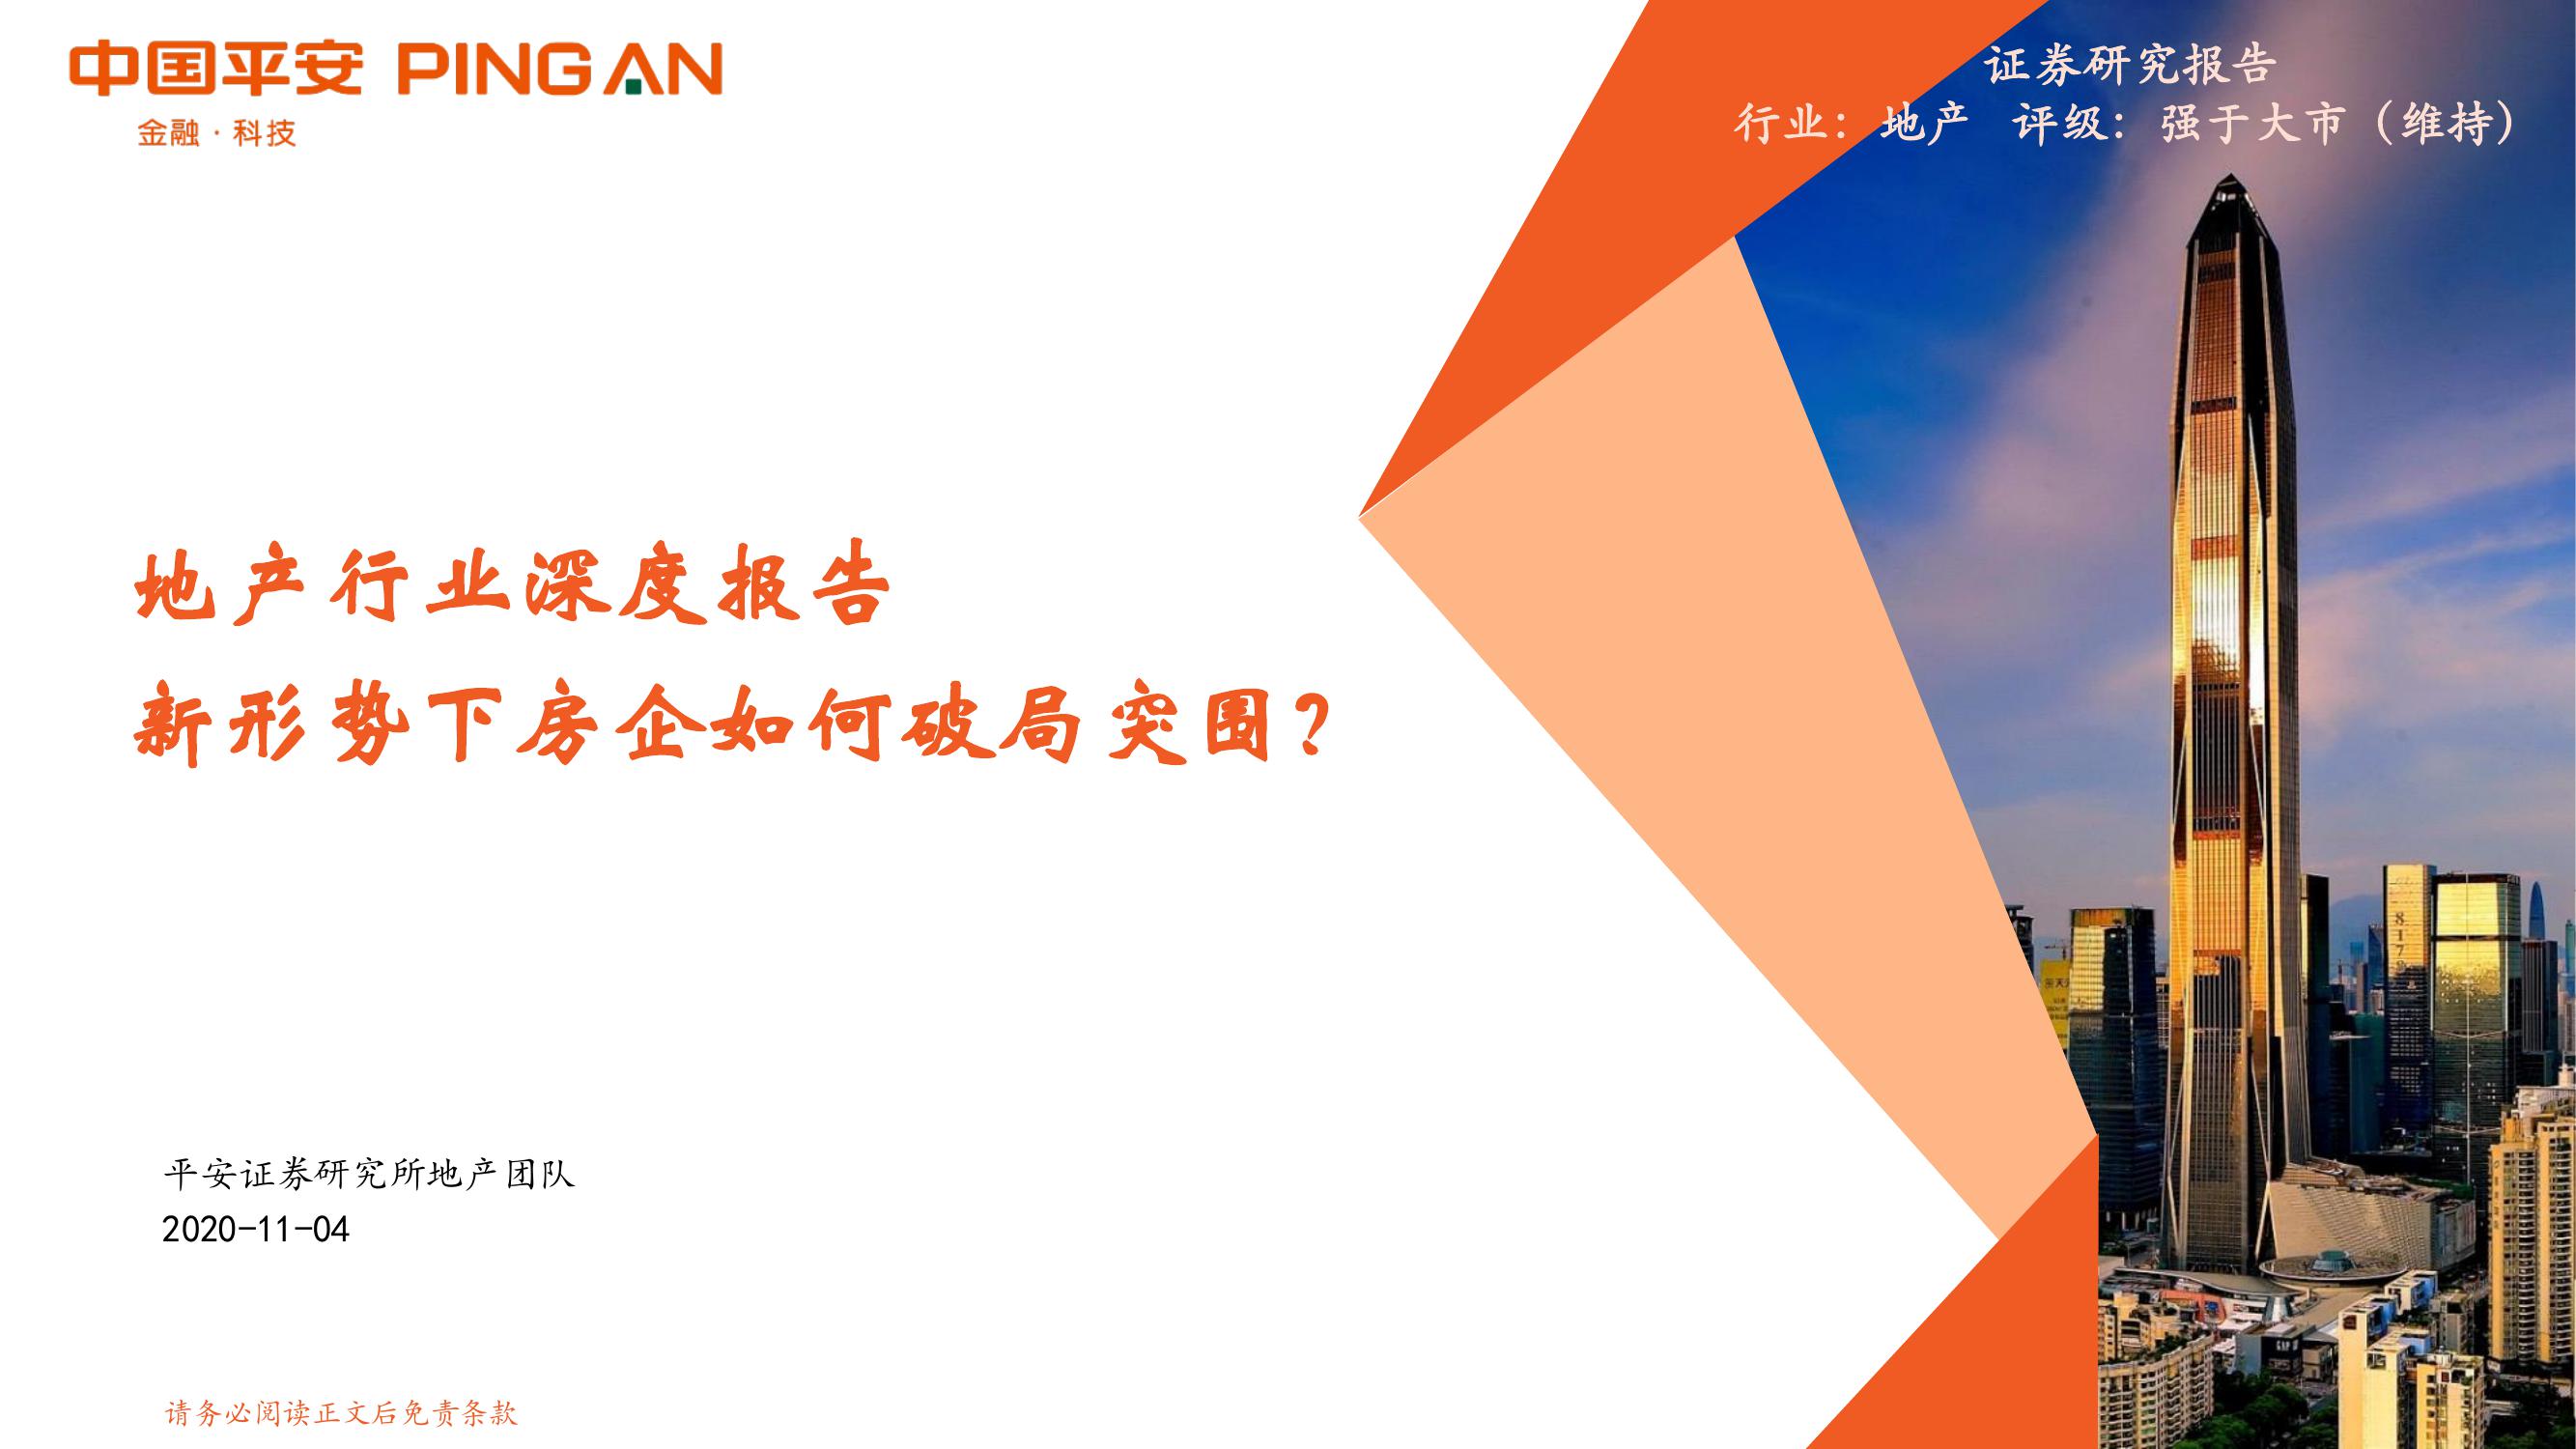 中国平安 PING AN
金融·科技
证券研究报告
行业：地产 评级：强于大市（维持）
地产行业深度报告
新形势下房企如何破局突围？
平安证券研究所地产团队
2020-11-04
请务必阅读正文后免责条款